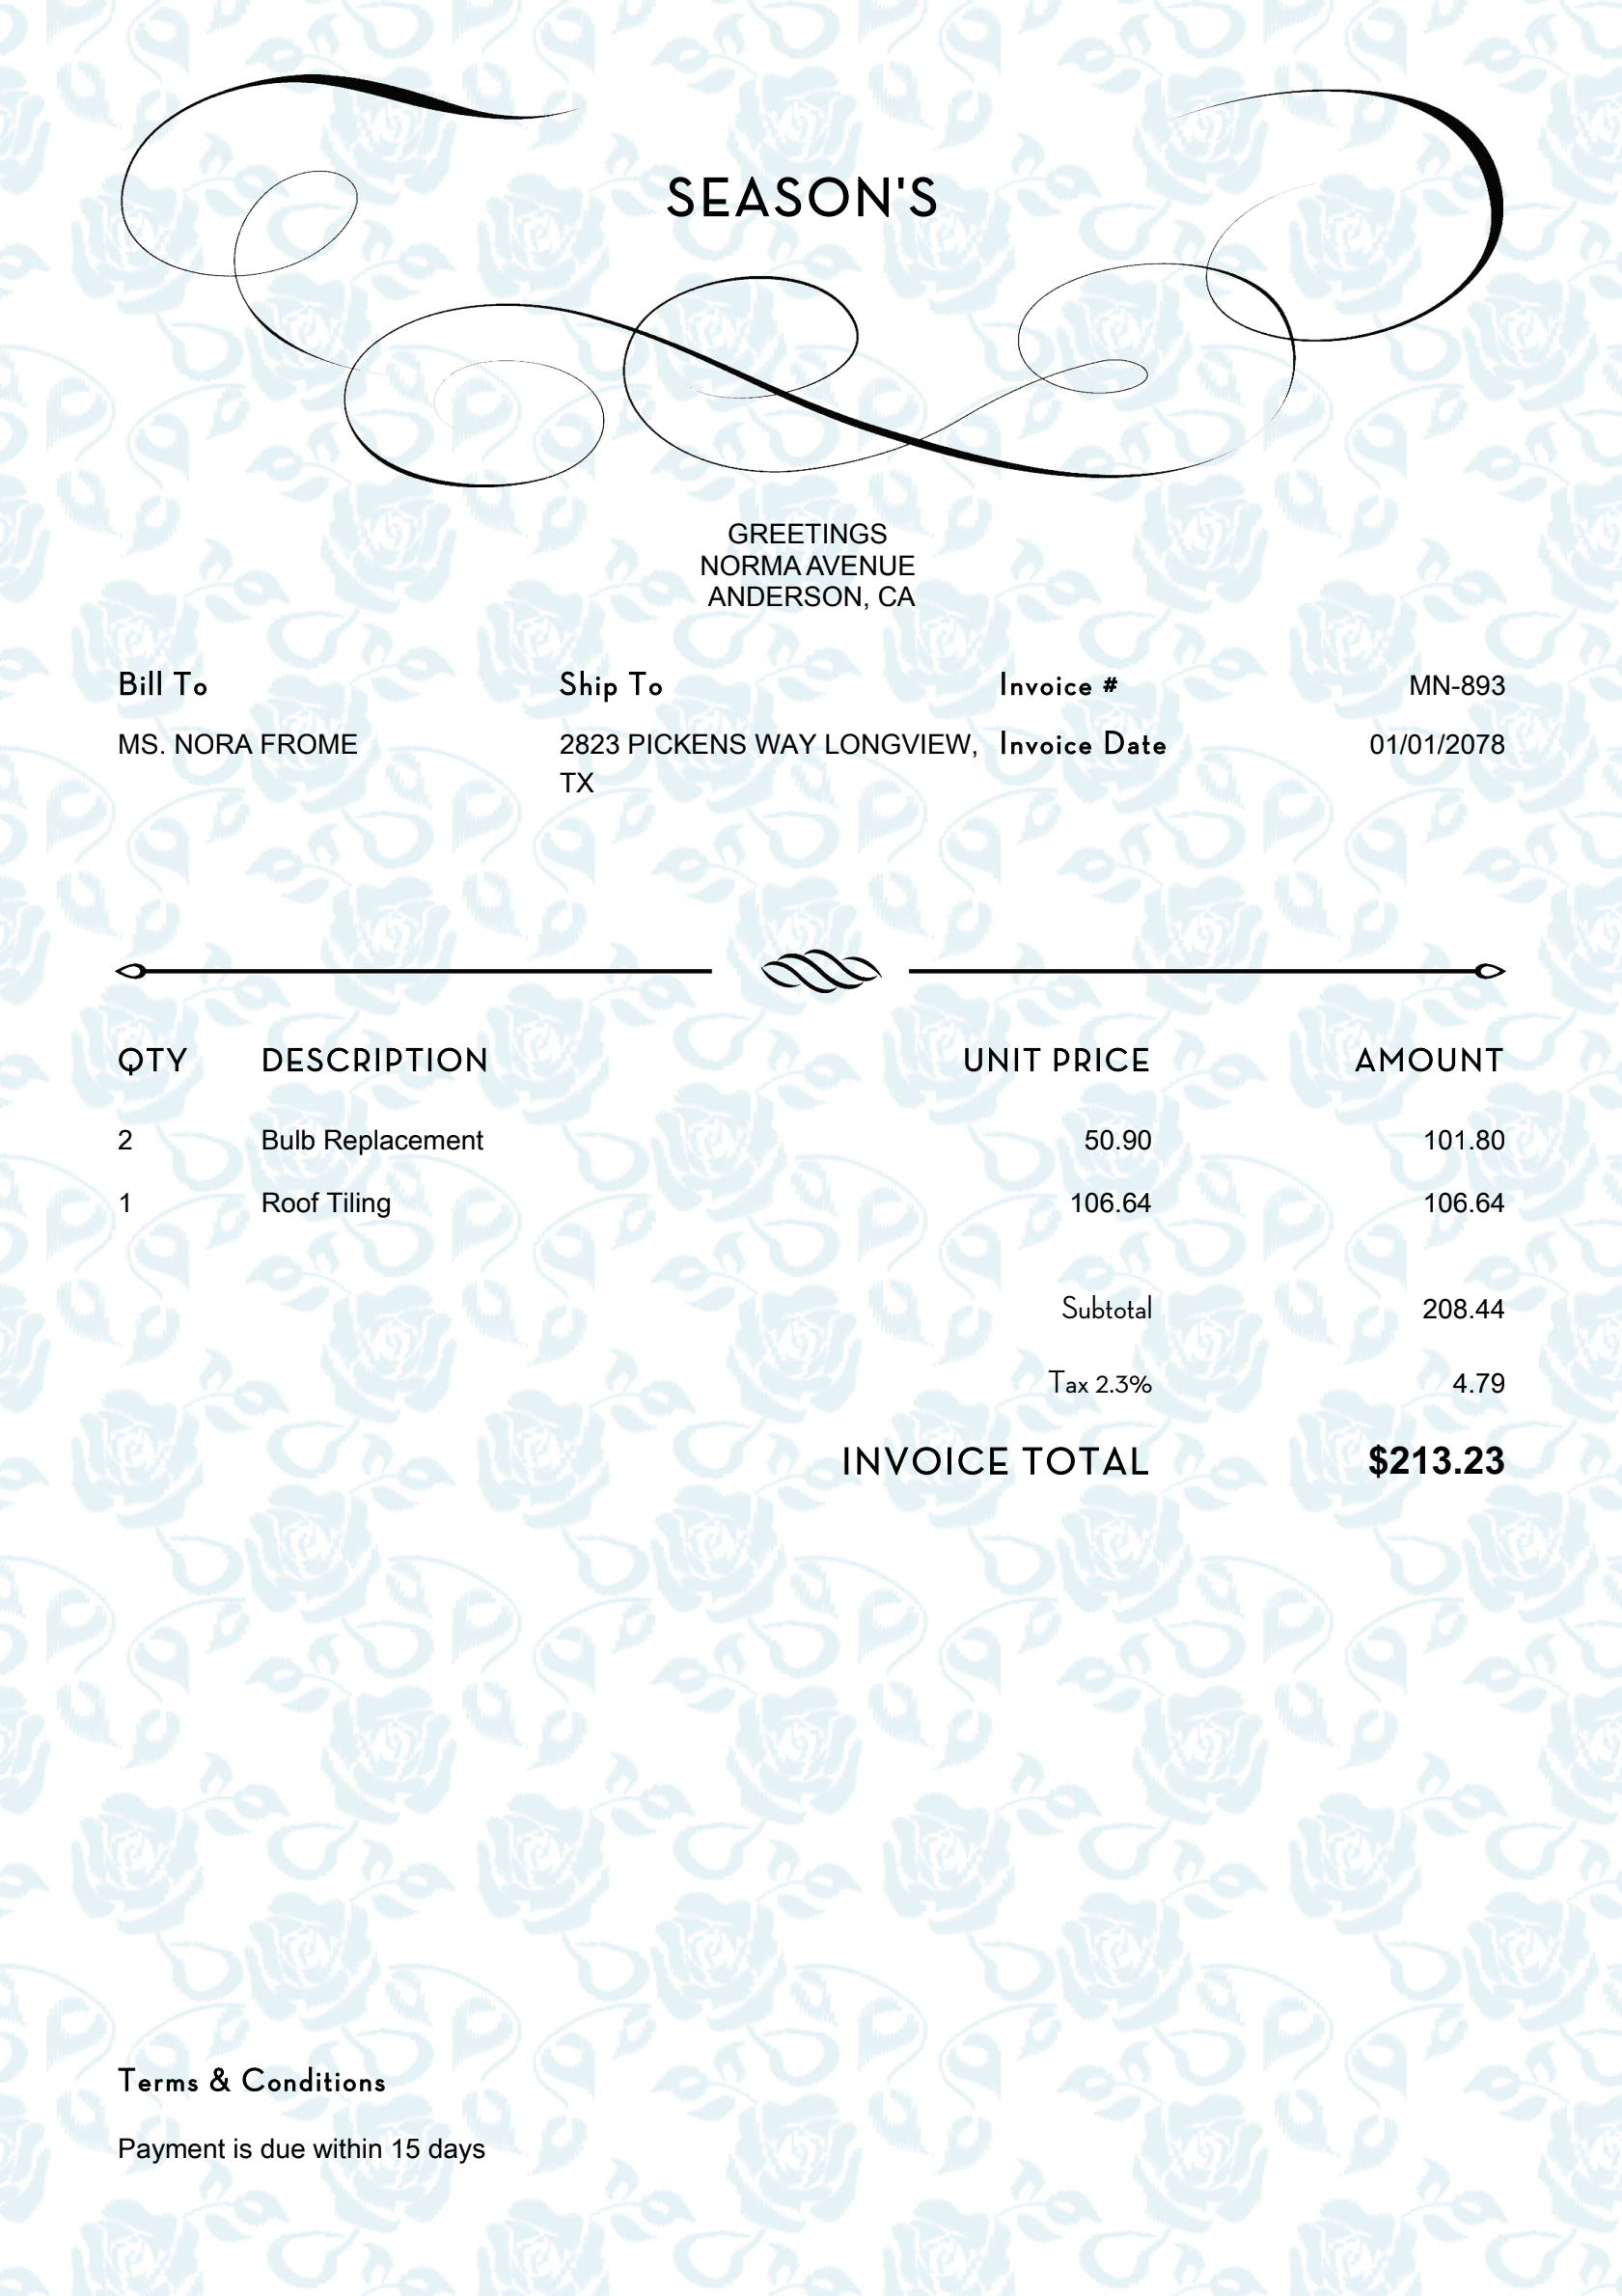 SEASON'S
GREETINGS
NORMA AVENUE
ANDERSON, CA
Bill To
Ship To
Invoice # MN-893
MS. NORA FROME
2823 PICKENS WAY LONGVIEW,
TX
Invoice Date 01/01/2078
QTY DESCRIPTION UNIT PRICE AMOUNT
2 Bulb Replacement 50.90 101.80
1 Roof Tiling 106.64 106.64
Subtotal 208.44
Tax 2.3% 4.79
INVOICE TOTAL $213.23
Terms & Conditions
Payment is due within 15 days